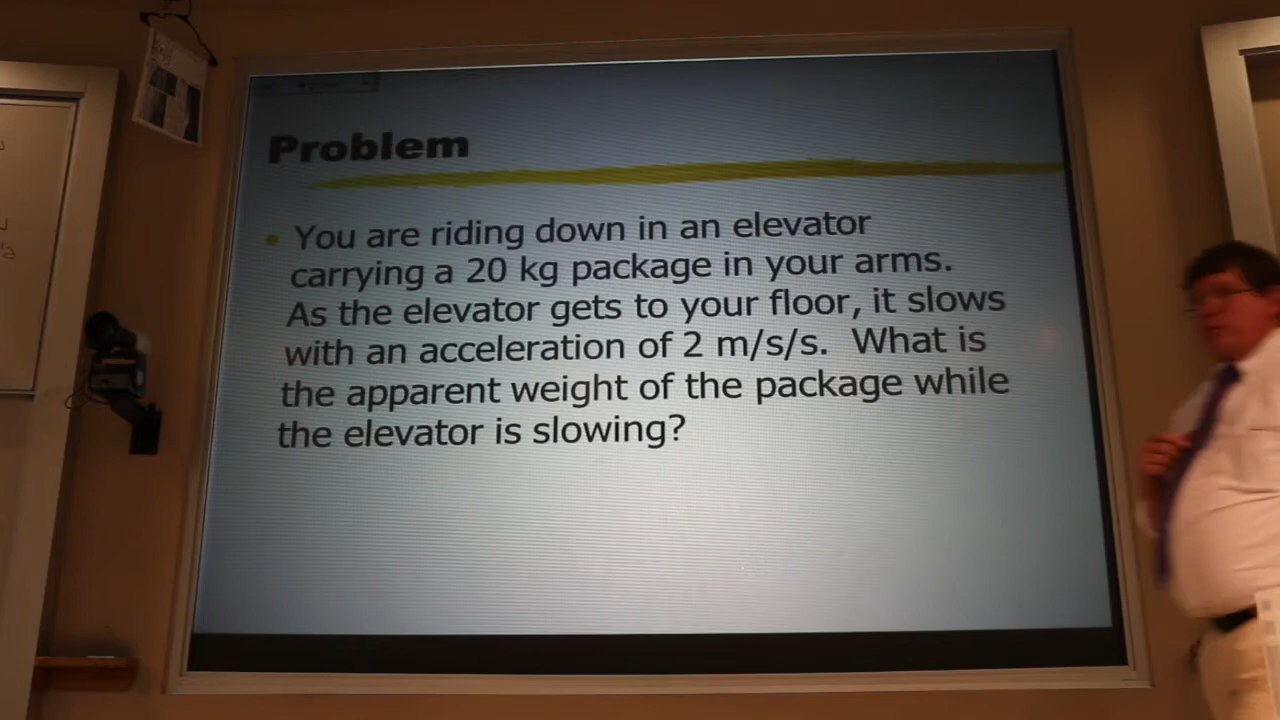 Problem
You are riding down in an elevator
carrying a 20 kg package in your arms.
As the elevator gets to your floor, it slows
with an acceleration of 2 m/s/s. What is
the apparent weight of the package while
the elevator is slowing?